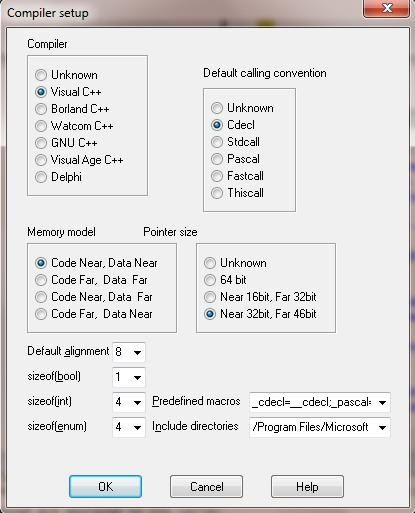 Compiler setup
Compiler
Unknown
Visual C++
Borland C++
Watcom C++
GNU C++
Visual Age C++
Delphi
Default calling convention
Unknown
Cdecl
Stdcall
Pascal
Fastcall
Thiscall
Memory model
Code Near, Data Near
Code Far, Data Far
Code Near, Data Far
Code Far, Data Near
Pointer size
Unknown
64 bit
Near 16bit, Far 32bit
Near 32bit, Far 46bit
Default alignment 8
sizeof(bool) 1
sizeof(int) 4 Predefined macros _cdecl=__cdecl;_pascal=
sizeof(enum) 4 Include directories /Program Files/Microsoft
OK Cancel Help